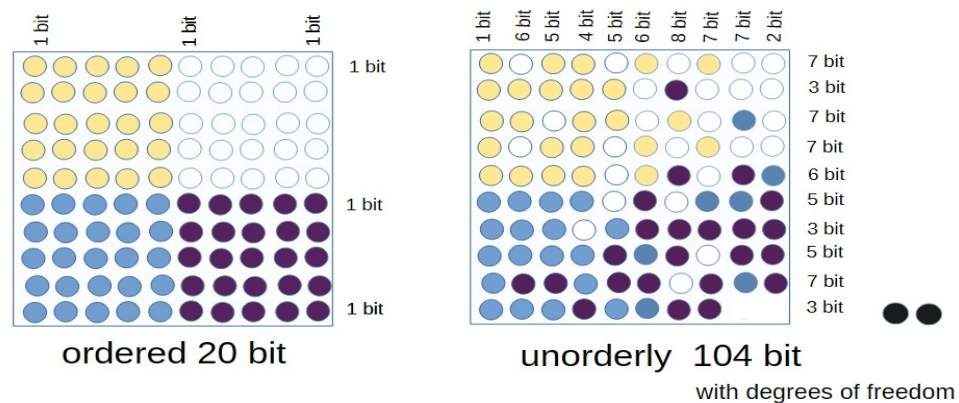 1 bit
1 bit
1 bit
1 bit
1 bit
1 bit
ordered 20 bit
1 bit
6 bit
5 bit
4 bit
5 bit
6 bit
8 bit
7 bit
7 bit
2 bit
7 bit
3 bit
7 bit
7 bit
6 bit
5 bit
3 bit
5 bit
7 bit
3 bit
unorderly 104 bit
with degrees of freedom